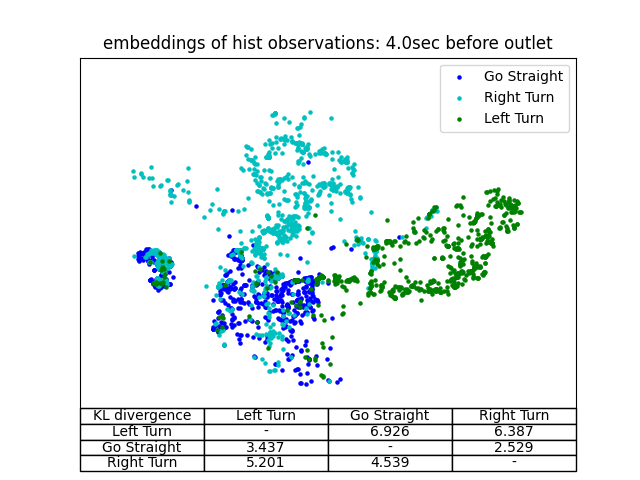 embeddings of hist observations: 4.0sec before outlet
Go Straight
Right Turn
Left Turn
KL divergence Left Turn Go Straight Right Turn
Left Turn - 6.926 6.387
Go Straight 3.437 - 2.529
Right Turn 5.201 4.539 -